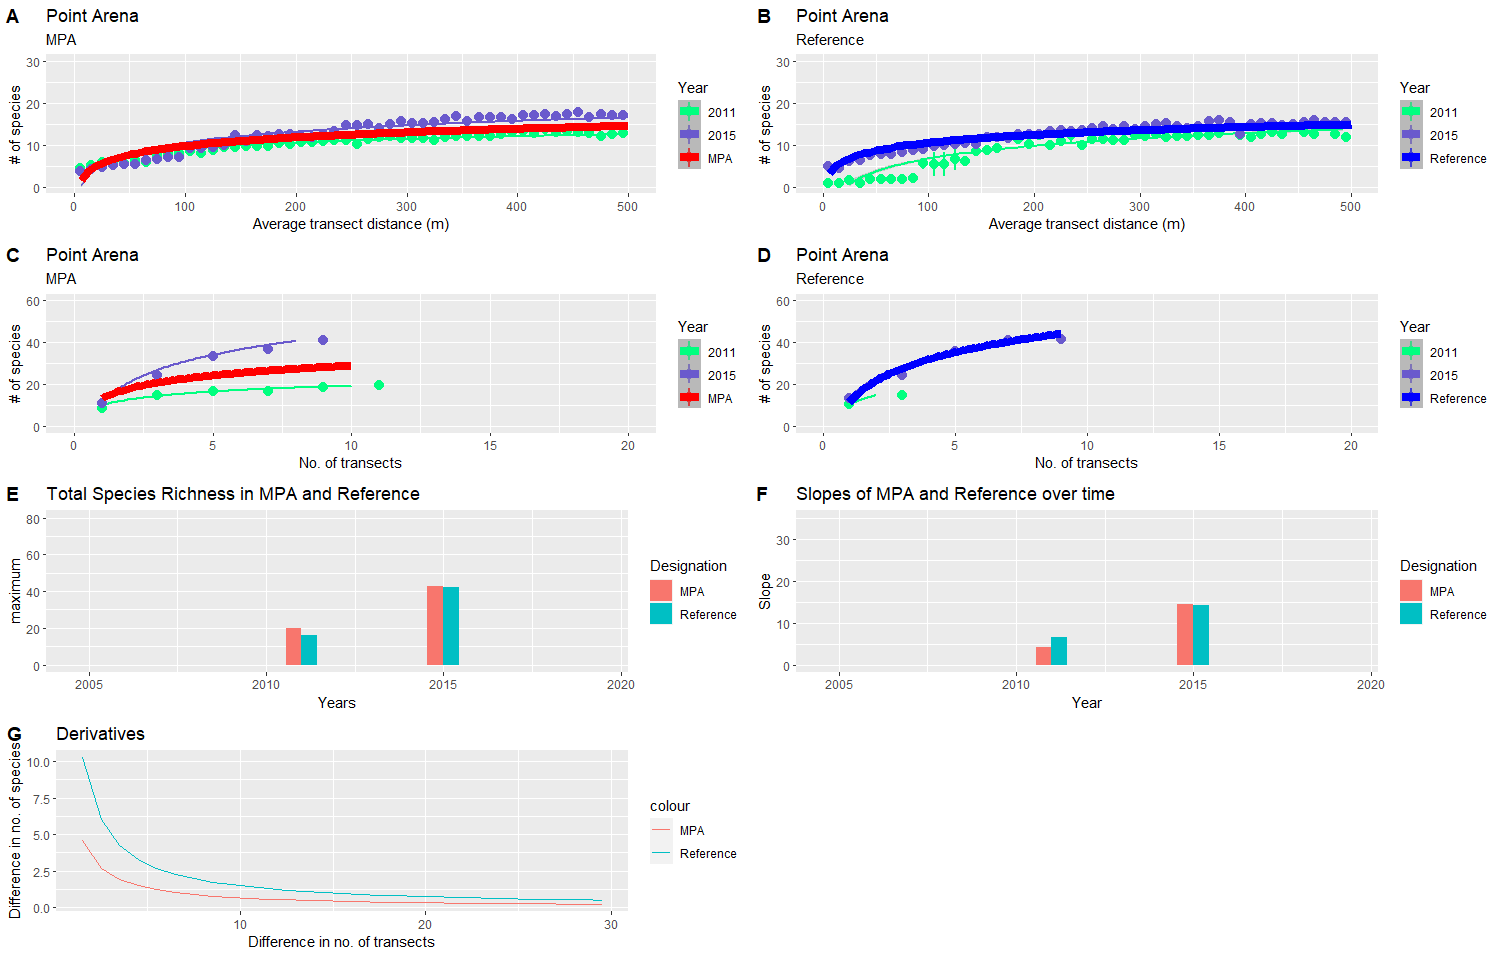 A Point Arena
MPA
# of species
30
20
10
0
0 100 200 300 400 500
Average transect distance (m)
Year
2011
2015
MPA
B Point Arena
Reference
# of species
30
20
10
0
0 100 200 300 400 500
Average transect distance (m)
Year
2011
2015
Reference
C Point Arena
MPA
# of species
60
40
20
0
0 5 10 15 20
No. of transects
Year
2011
2015
MPA
D Point Arena
Reference
# of species
60
40
20
0
0 5 10 15 20
No. of transects
Year
2011
2015
Reference
E Total Species Richness in MPA and Reference
maximum
80
60
40
20
0
2005 2010 2015 2020
Years
Designation
MPA
Reference
F Slopes of MPA and Reference over time
Slope
30
20
10
0
2005 2010 2015 2020
Year
Designation
MPA
Reference
G Derivatives
Difference in no. of species
10.0
7.5
5.0
2.5
0.0
10 20 30
Difference in no. of transects
colour
MPA
Reference